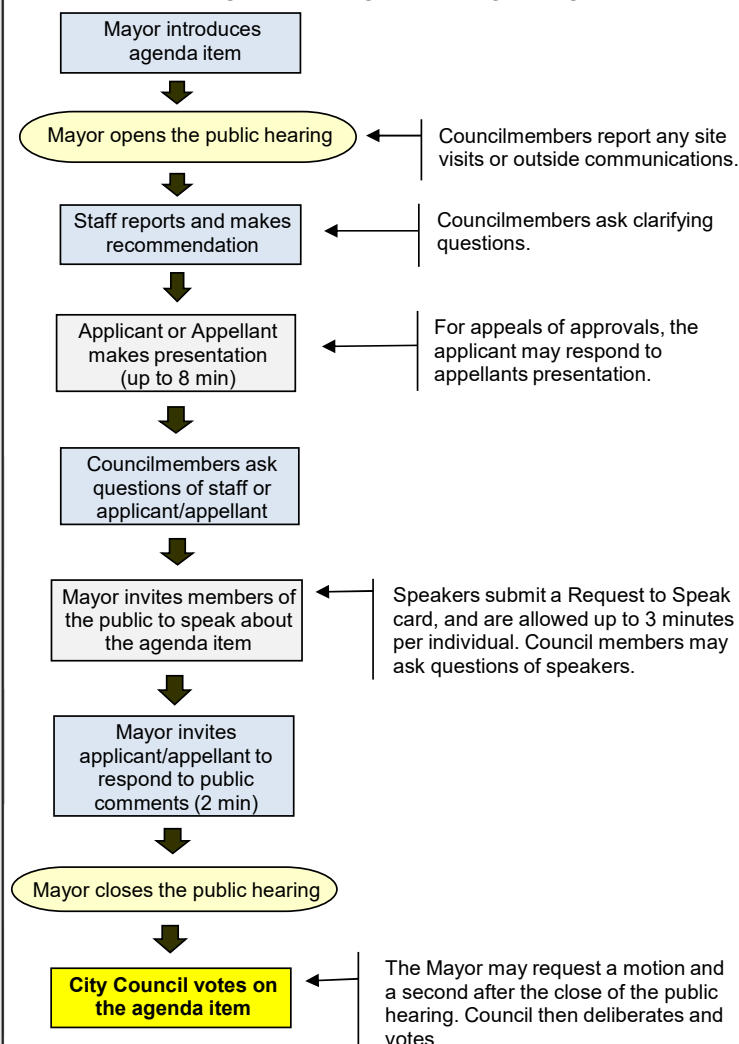 Mayor introduces
agenda item
Mayor opens the public hearing
Councilmembers report any site
visits or outside communications.
Staff reports and makes
recommendation
Councilmembers ask clarifying
questions.
Applicant or Appellant
makes presentation
(up to 8 min)
For appeals of approvals, the
applicant may respond to
appellants presentation.
Councilmembers ask
questions of staff or
applicant/appellant
Mayor invites members of
the public to speak about
the agenda item
Speakers submit a Request to Speak
card, and are allowed up to 3 minutes
per individual. Council members may
ask questions of speakers.
Mayor invites
applicant/appellant to
respond to public
comments (2 min)
Mayor closes the public hearing
City Council votes on
the agenda item
The Mayor may request a motion and
a second after the close of the public
hearing. Council then deliberates and
votes